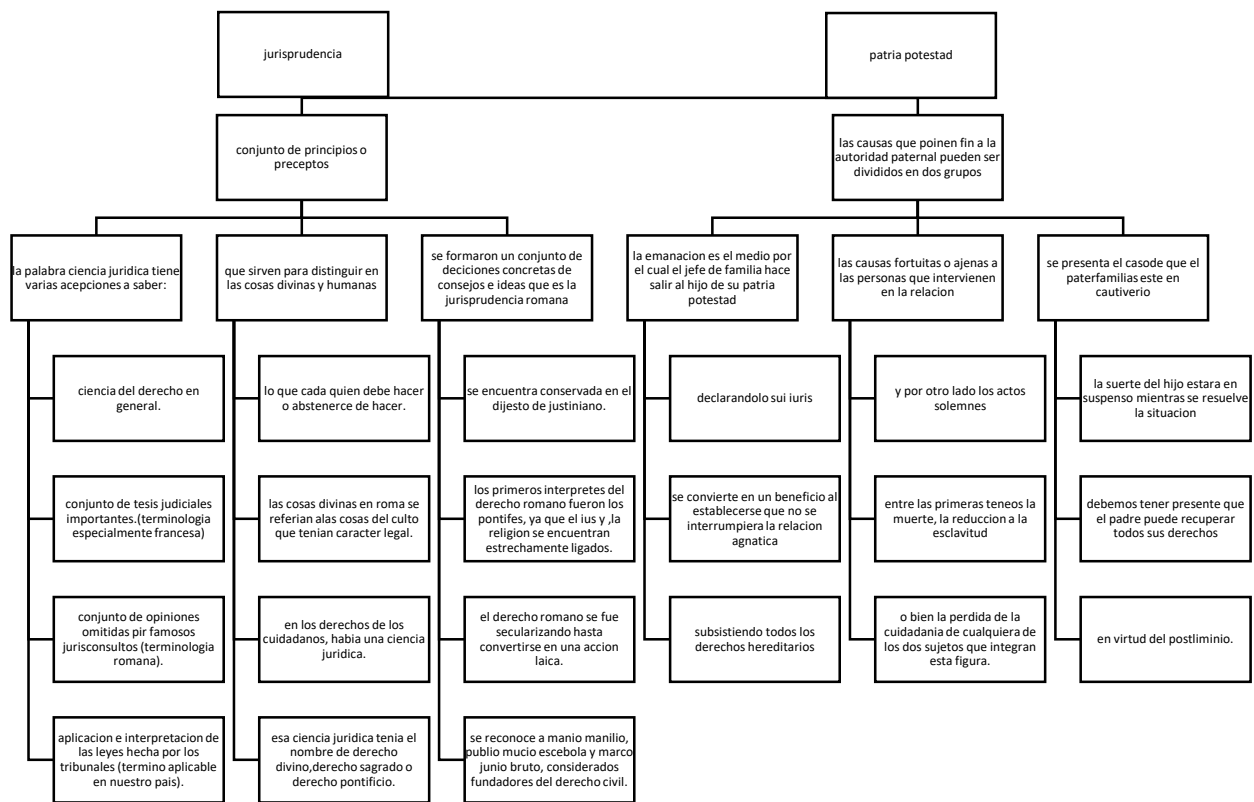 jurisprudencia
patria potestad
conjunto de principios o
preceptos
las causas que poinen fin a la
autoridad paternal pueden ser
divididos en dos grupos
la palabra ciencia juridica tiene
varias acepciones a saber:
que sirven para distinguir en
las cosas divinas y humanas
se formaron un conjunto de
deciciones concretas de
consejos e ideas que es la
jurisprudencia romana
la emanacion es el medio por
el cual el jefe de familia hace
salir al hijo de su patria
potestad
las causas fortuitas o ajenas a
las personas que intervienen
en la relacion
se presenta el casode que el
paterfamilias este en
cautiverio
ciencia del derecho en
general.
lo que cada quien debe hacer
o abstenerce de hacer.
se encuentra conservada en el
dijesto de justiniano.
declarandolo sui iuris
y por otro lado los actos
solemnes
la suerte del hijo estara en
suspenso mientras se resuelve
la situacion
conjunto de tesis judiciales
importantes.(terminologia
especialmente francesa)
las cosas divinas en roma se
referian alas cosas del culto
que tenian caracter legal.
los primeros interpretes del
derecho romano fueron los
pontifes, ya que el ius y ,la
religion se encuentran
estrechamente ligados.
se convierte en un beneficio al
establecerse que no se
interrumpiera la relacion
agnatica
entre las primeras teneos la
muerte, la reduccion a la
esclavitud
debemos tener presente que
el padre puede recuperar
todos sus derechos
conjunto de opiniones
omitidas pir famosos
jurisconsultos (terminologia
romana).
en los derechos de los
cuidadanos, habia una ciencia
juridica.
el derecho romano se fue
secularizando hasta
convertirse en una accion
laica.
subsistiendo todos los
derechos hereditarios
o bien la perdida de la
cuidadania de cualquiera de
los dos sujetos que integran
esta figura.
en virtud del postliminio.
aplicacion e interpretacion de
las leyes hecha por los
tribunales (termino aplicable
en nuestro pais).
esa ciencia juridica tenia el
nombre de derecho
divino,derecho sagrado o
derecho pontificio.
se reconoce a manio manilio,
publio mucio escebola y marco
junio bruto, considerados
fundadores del derecho civil.